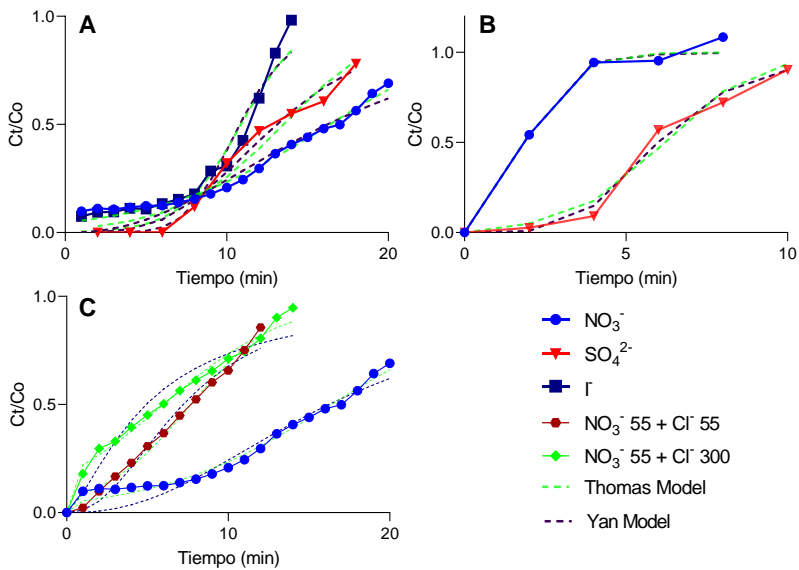 A
Ct/Co
1.0
0.5
0.0
0
10
20
Tiempo (min)
B
Ct/Co
1.0
0.5
0.0
0
5
10
Tiempo (min)
C
Ct/Co
1.0
0.5
0.0
0
10
20
Tiempo (min)
NO₃⁻
SO₄²⁻
I⁻
NO₃⁻ 55 + Cl⁻ 55
NO₃⁻ 55 + Cl⁻ 300
Thomas Model
Yan Model